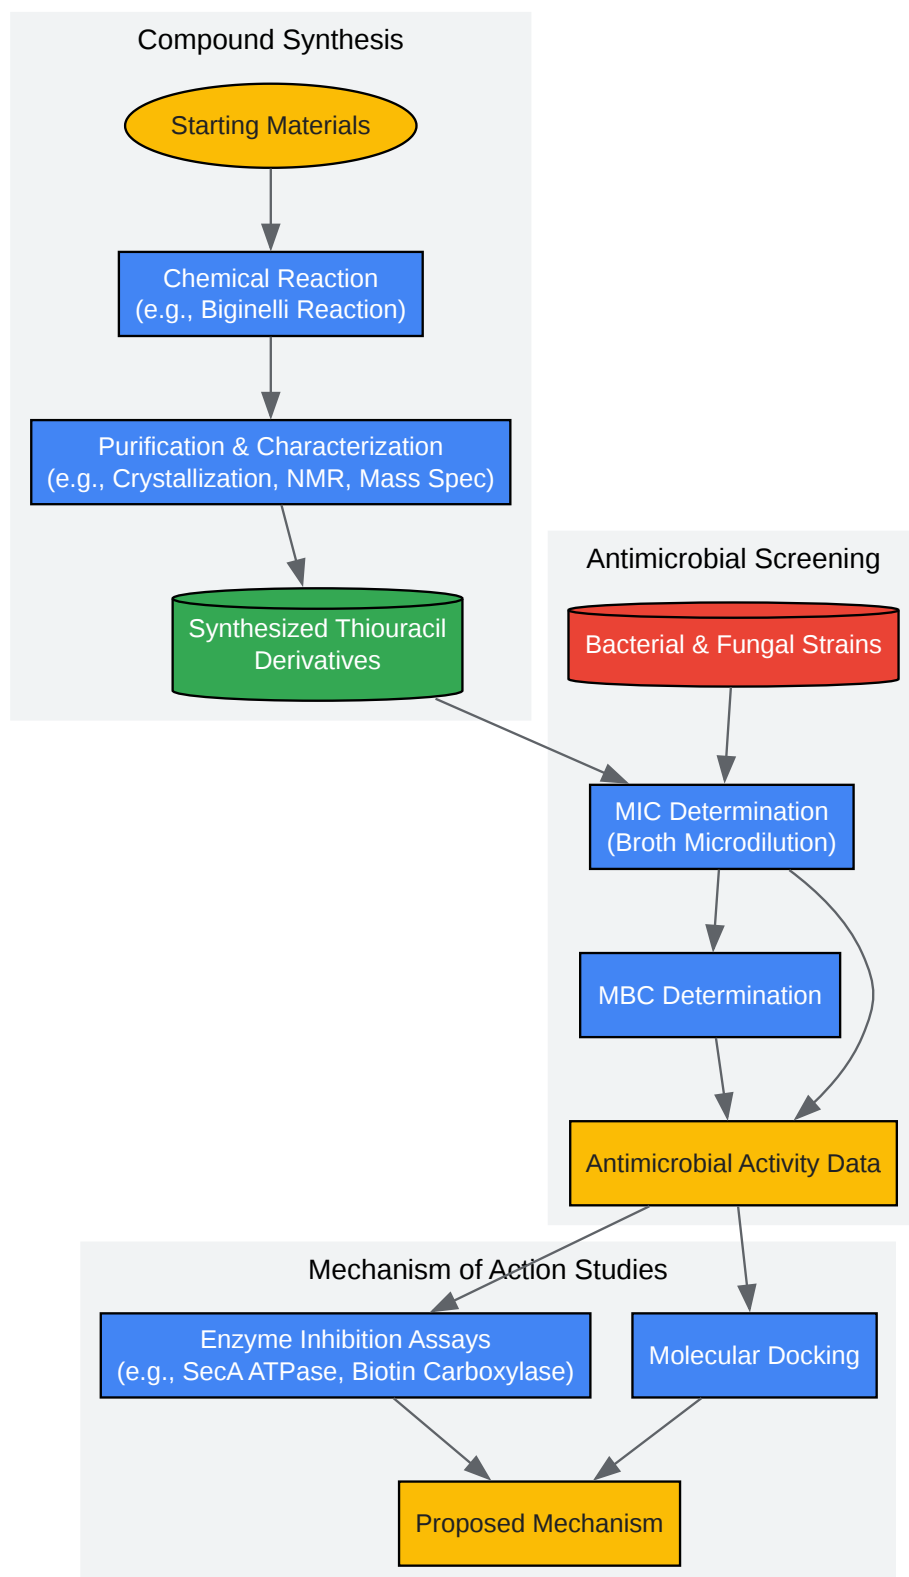 Compound Synthesis
Starting Materials
Chemical Reaction
(e.g., Biginelli Reaction)
Purification & Characterization
(e.g., Crystallization, NMR, Mass Spec)
Synthesized Thiouracil
Derivatives
Antimicrobial Screening
Bacterial & Fungal Strains
MIC Determination
(Broth Microdilution)
MBC Determination
Antimicrobial Activity Data
Mechanism of Action Studies
Enzyme Inhibition Assays
(e.g., SecA ATPase, Biotin Carboxylase)
Molecular Docking
Proposed Mechanism